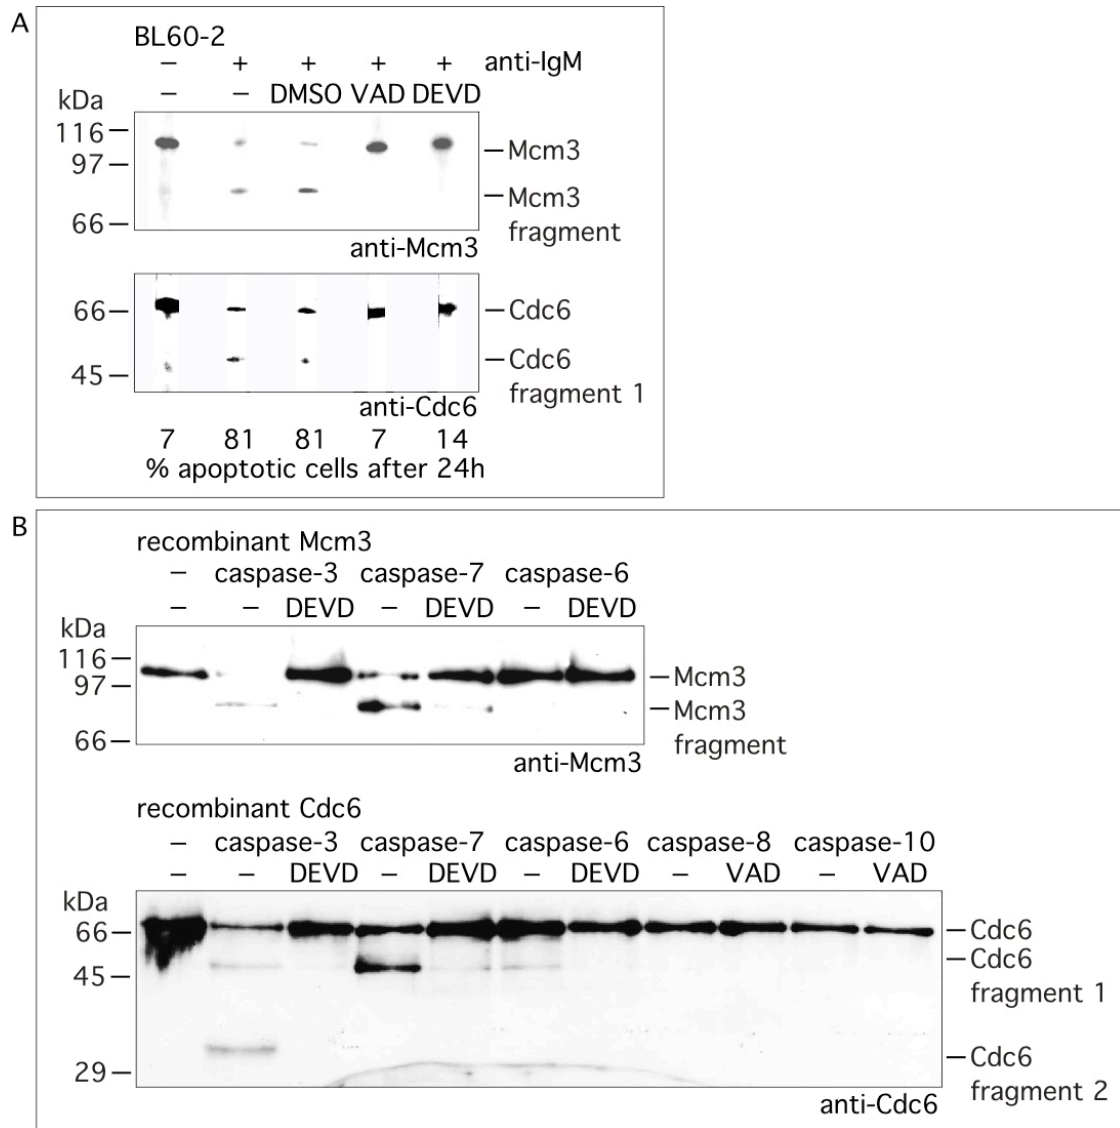 A
BL60-2
– + + + + anti-IgM
– – DMSO VAD DEVD
kDa
116
97
66
Mcm3
Mcm3
fragment
anti-Mcm3
66
45
Cdc6
Cdc6
fragment 1
anti-Cdc6
7 81 81 7 14
% apoptotic cells after 24h
B
recombinant Mcm3
– caspase-3 caspase-7 caspase-6
– – DEVD – DEVD – DEVD
kDa
116
97
66
Mcm3
Mcm3
fragment
anti-Mcm3
recombinant Cdc6
– caspase-3 caspase-7 caspase-6 caspase-8 caspase-10
– – DEVD – DEVD – DEVD – VAD – VAD
kDa
66
45
29
Cdc6
Cdc6
fragment 1
Cdc6
fragment 2
anti-Cdc6